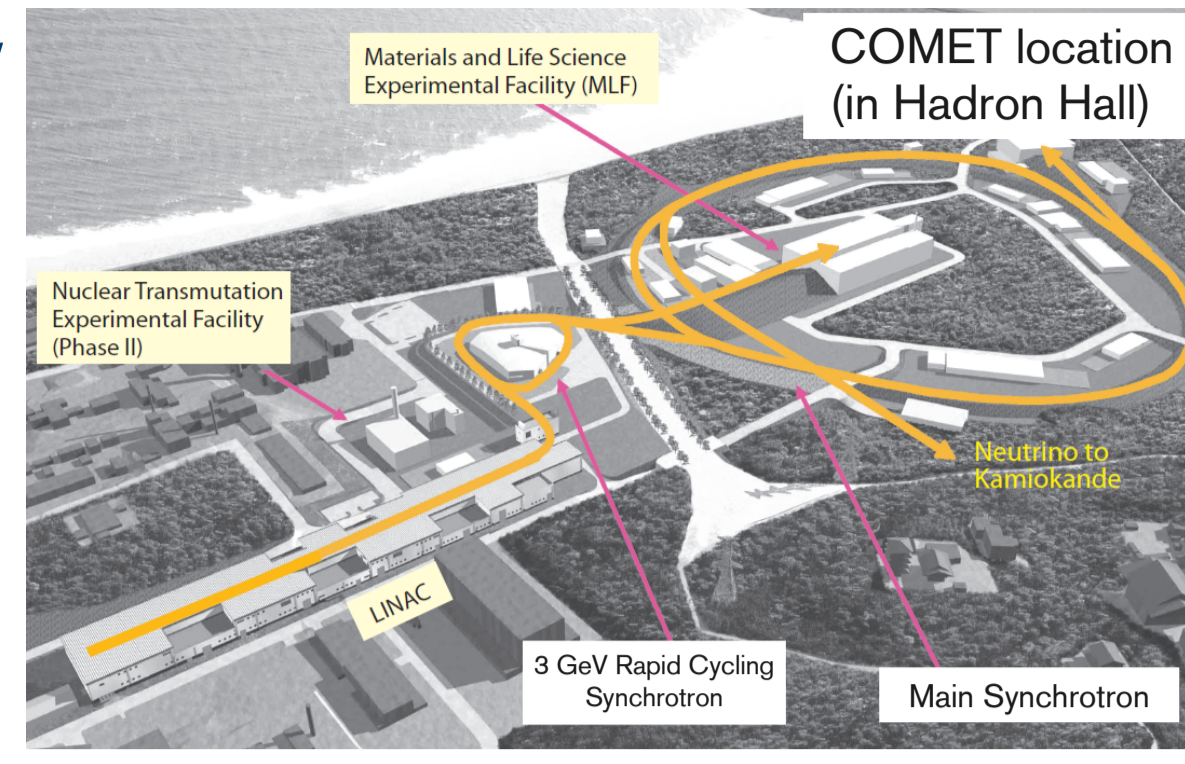 COMET location
(in Hadron Hall)
Materials and Life Science
Experimental Facility (MLF)
Nuclear Transmutation
Experimental Facility
(Phase II)
Neutrino to
Kamiokande
LINAC
3 GeV Rapid Cycling
Synchrotron
Main Synchrotron